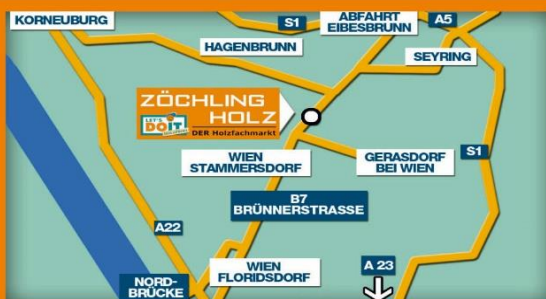 KORNEUBURG
S1
ABFAHRT
EIBESBRUNN
A5
HAGENBRUNN
SEYRING
ZÖCHLING
HOLZ
LET'S
DOIT
DER Holzfachmarkt
WIEN
STAMMERSDORF
GERASDORF
BEI WIEN
S1
B7
BRÜNNERSTRASSE
A22
WIEN
FLORIDSDORF
A 23
NORD-
BRÜCKE